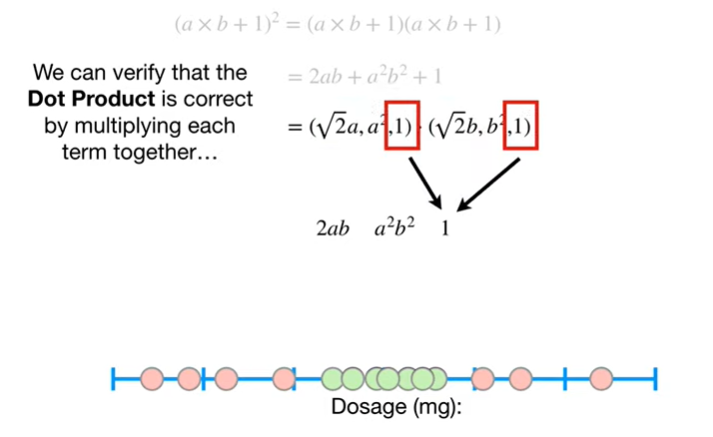 (a × b + 1)² = (a × b + 1)(a × b + 1)
We can verify that the
Dot Product is correct
by multiplying each
term together…
= 2ab + a²b² + 1
= (√2a, a²,1) · (√2b, b²,1)
2ab a²b² 1
Dosage (mg):